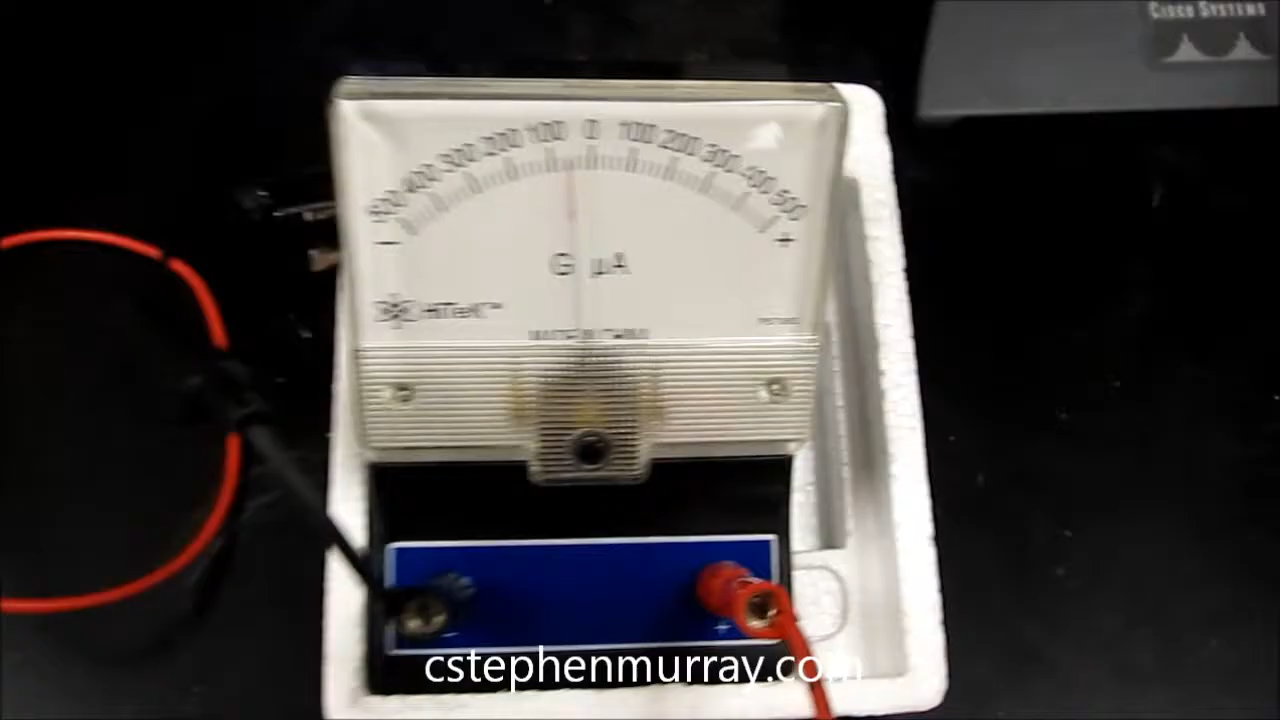 CISCO SYSTEMS
500 400 300 200 100 0 100 200 300 400 500
− +
G μA
HiTek™
MADE IN CHINA
− +
cstephenmurray.com